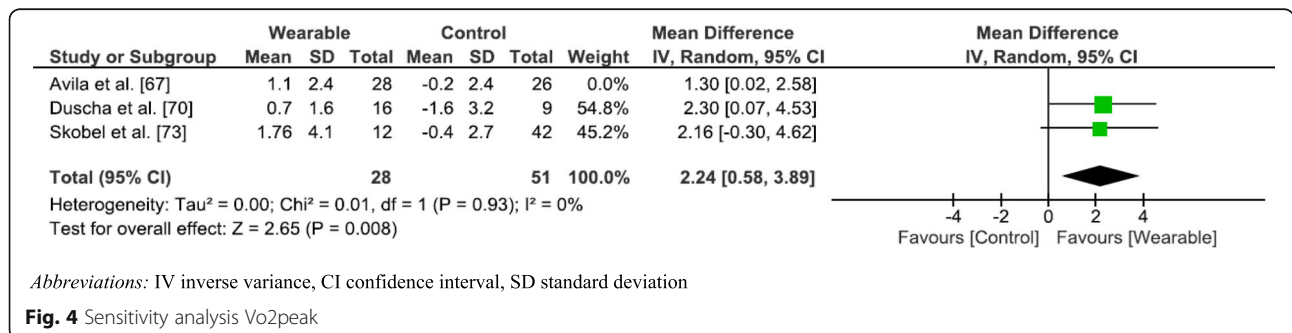 Wearable Control Mean Difference Mean Difference
Study or Subgroup Mean SD Total Mean SD Total Weight IV, Random, 95% CI IV, Random, 95% CI
Avila et al. [67] 1.1 2.4 28 -0.2 2.4 26 0.0% 1.30 [0.02, 2.58]
Duscha et al. [70] 0.7 1.6 16 -1.6 3.2 9 54.8% 2.30 [0.07, 4.53]
Skobel et al. [73] 1.76 4.1 12 -0.4 2.7 42 45.2% 2.16 [-0.30, 4.62]
Total (95% CI) 28 51 100.0% 2.24 [0.58, 3.89]
Heterogeneity: Tau² = 0.00; Chi² = 0.01, df = 1 (P = 0.93); I² = 0%
Test for overall effect: Z = 2.65 (P = 0.008)
-4 -2 0 2 4
Favours [Control] Favours [Wearable]
Abbreviations: IV inverse variance, CI confidence interval, SD standard deviation
Fig. 4 Sensitivity analysis Vo2peak